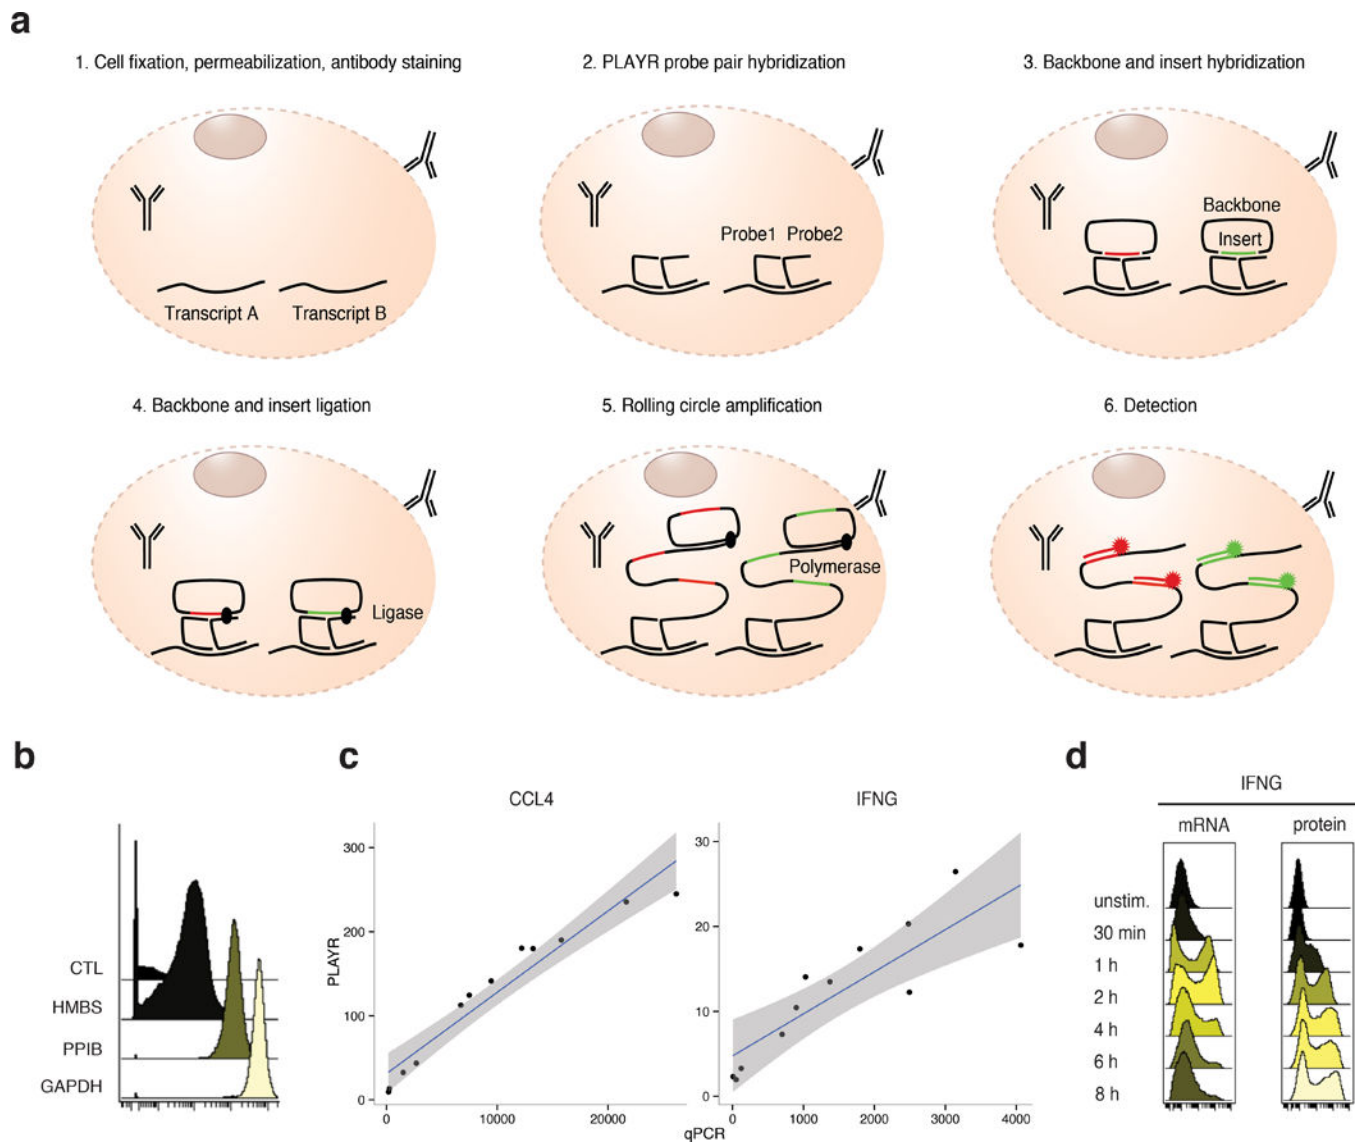 a
1. Cell fixation, permeabilization, antibody staining
2. PLAYR probe pair hybridization
3. Backbone and insert hybridization
Transcript A
Transcript B
Probe1 Probe2
Backbone
Insert
4. Backbone and insert ligation
5. Rolling circle amplification
6. Detection
Ligase
Polymerase
b
CTL
HMBS
PPIB
GAPDH
c
CCL4
IFNG
PLAYR
300
200
100
0
0
10000
20000
30
20
10
0
0
1000
2000
3000
4000
qPCR
d
IFNG
mRNA
protein
unstim.
30 min
1 h
2 h
4 h
6 h
8 h